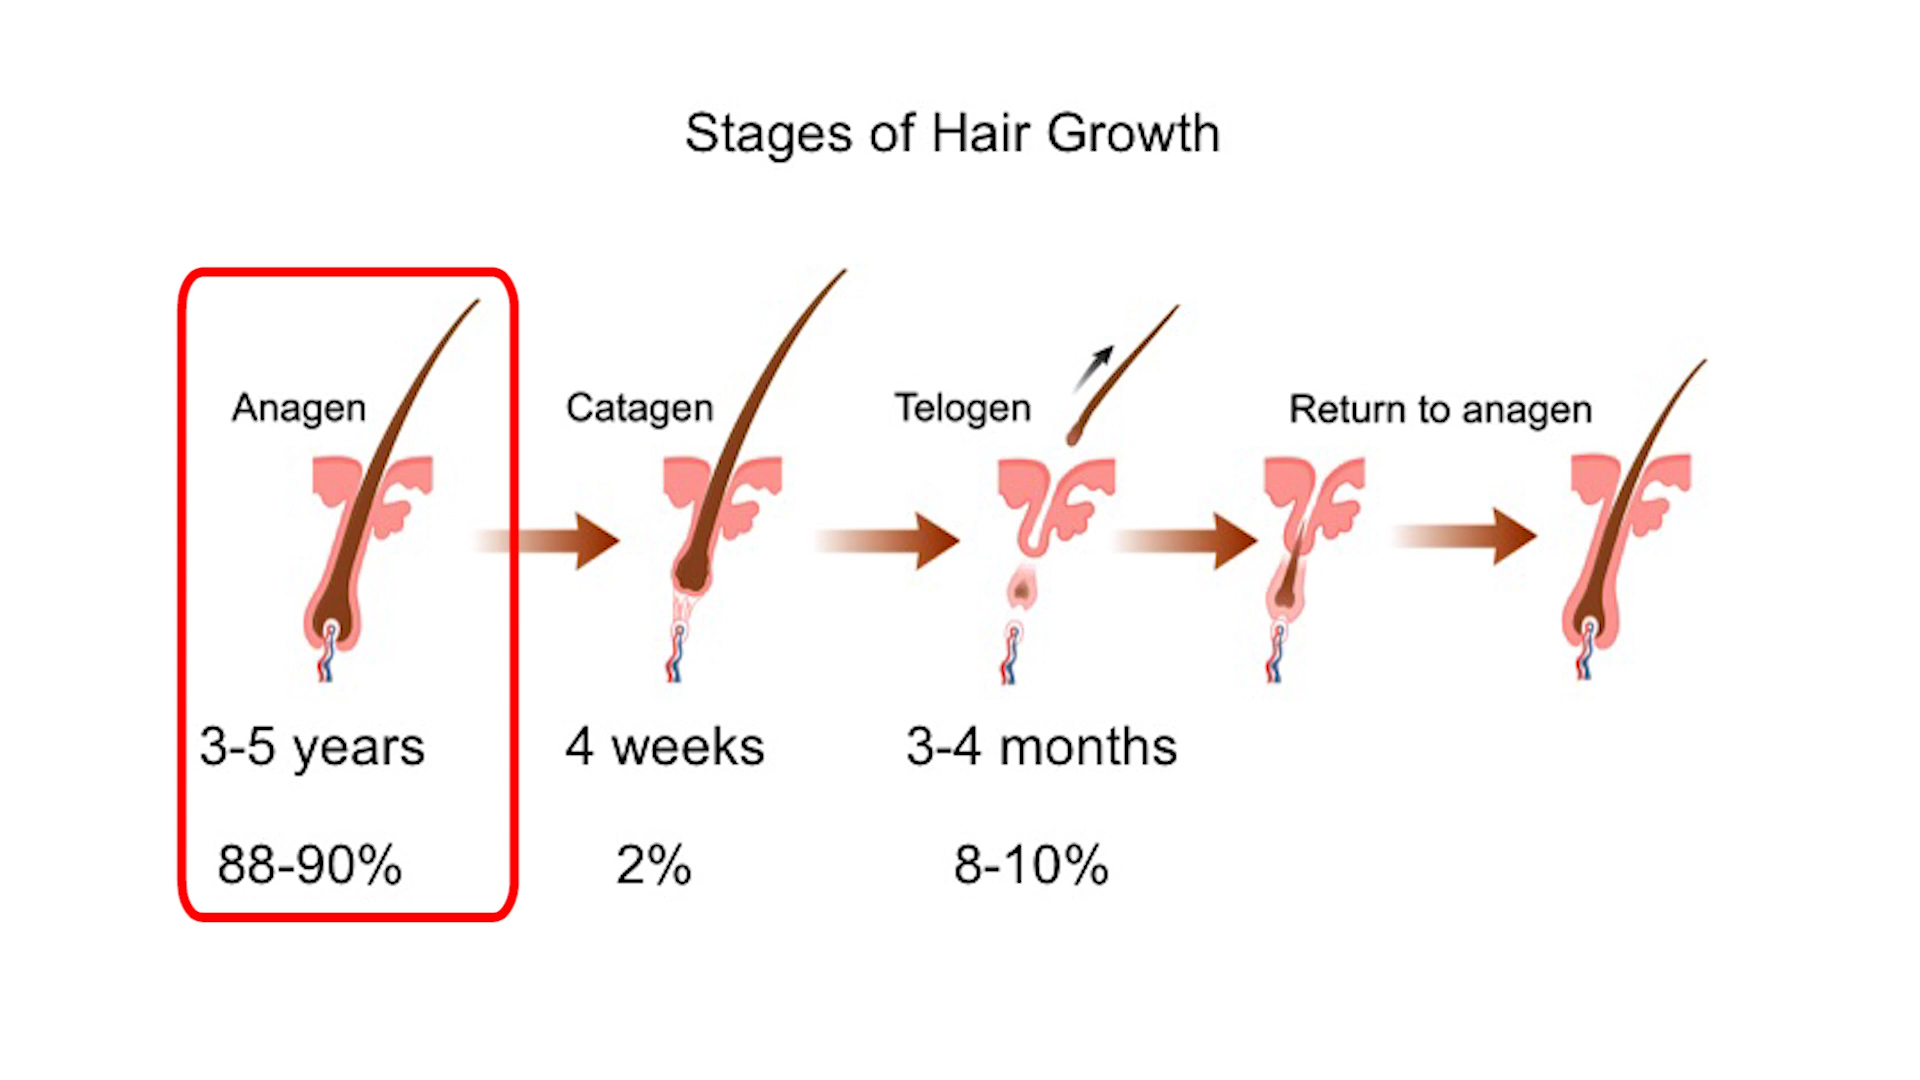 Stages of Hair Growth
Anagen
Catagen
Telogen
Return to anagen
3-5 years
4 weeks
3-4 months
88-90%
2%
8-10%